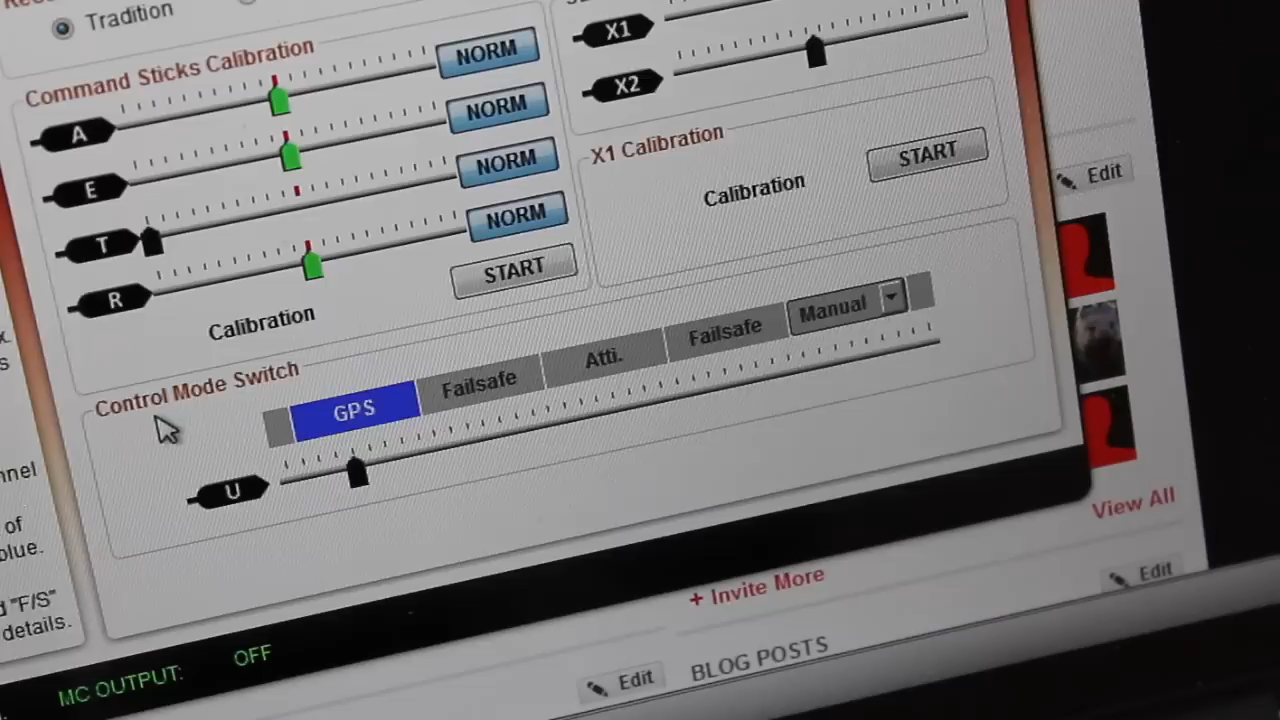 Tradition
Command Sticks Calibration
A
NORM
E
NORM
T
NORM
R
NORM
Calibration
START
X1
X2
X1 Calibration
Calibration
START
Control Mode Switch
GPS
Failsafe
Atti.
Failsafe
Manual
U
of
"F/S"
details.
MC OUTPUT:
OFF
Edit
View All
+ Invite More
Edit
BLOG POSTS
Edit